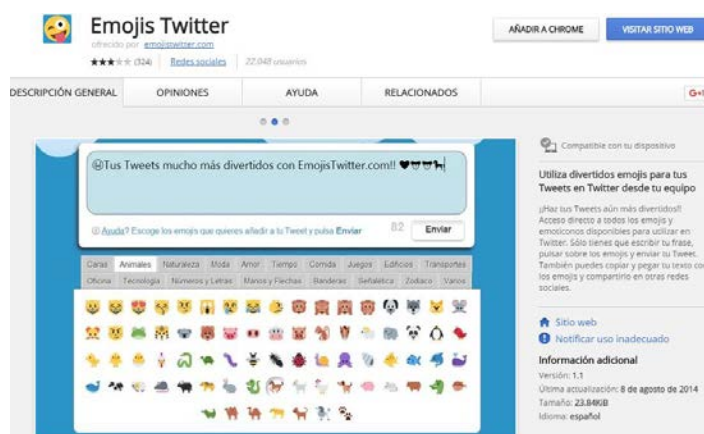 Emojis Twitter
ofrecido por emojistwitter.com
(324) Redes sociales 22.048 usuarios
AÑADIR A CHROME
VISITAR SITIO WEB
DESCRIPCIÓN GENERAL OPINIONES AYUDA RELACIONADOS
G+
Tus Tweets mucho más divertidos con EmojisTwitter.com!!
Ayuda? Escoge los emojis que quieres añadir a tu Tweet y pulsa Enviar
82 Enviar
Caras Animales Naturaleza Moda Amor Tiempo Comida Juegos Edificios Transportes
Oficina Tecnología Números y Letras Manos y Flechas Banderas Señalética Zodiaco Varios
Compatible con tu dispositivo
Utiliza divertidos emojis para tus
Tweets en Twitter desde tu equipo
¡Haz tus Tweets aún más divertidos!!
Acceso directo a todos los emojis y
emoticonos disponibles para utilizar en
Twitter. Sólo tienes que escribir tu frase,
pulsar sobre los emojis y enviar tu Tweet.
También puedes copiar y pegar tu texto con
los emojis y compartirlo en otras redes
sociales.
Sitio web
Notificar uso inadecuado
Información adicional
Versión: 1.1
Última actualización: 8 de agosto de 2014
Tamaño: 23.84KiB
Idioma: español